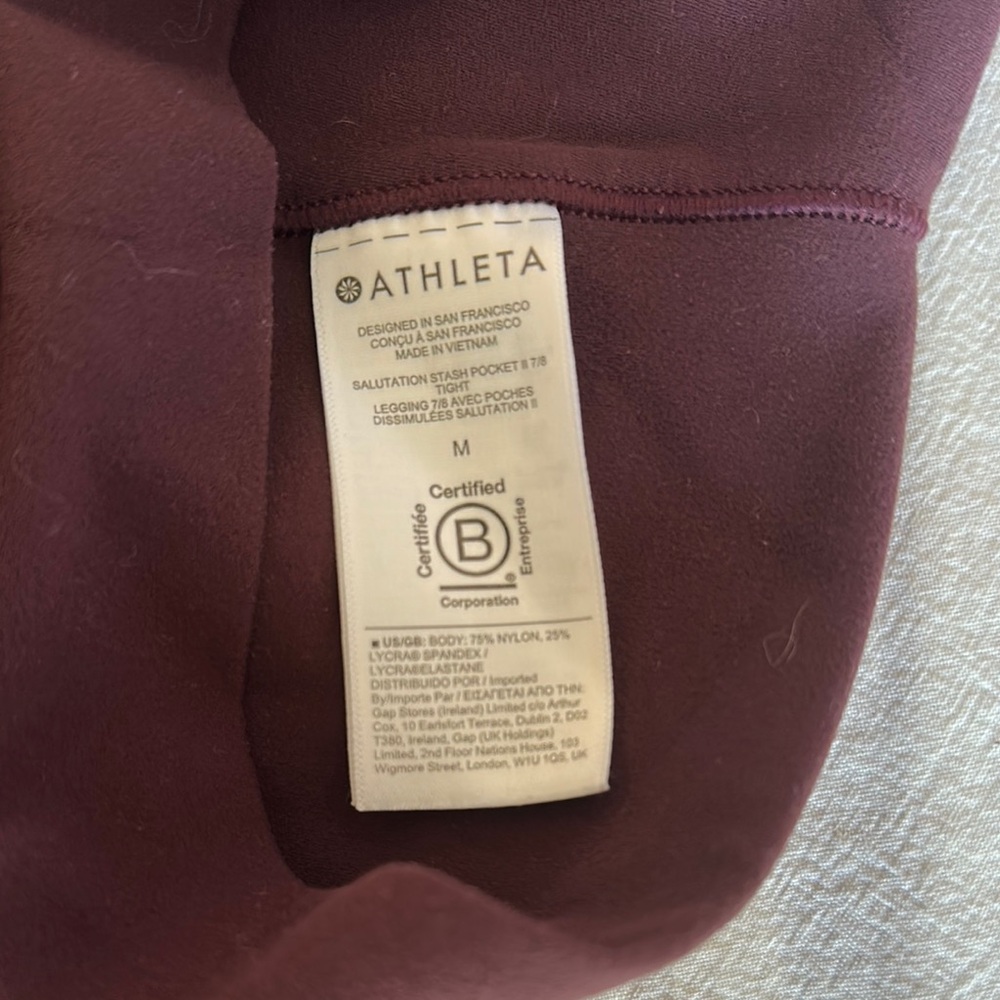 ATHLETA
DESIGNED IN SAN FRANCISCO
CONÇU À SAN FRANCISCO
MADE IN VIETNAM
SALUTATION STASH POCKET II 7/8
TIGHT
LEGGING 7/8 AVEC POCHES
DISSIMULÉES SALUTATION II
M
Certified
Certifiée
B
Entreprise
®
Corporation
US/GB: BODY: 75% NYLON, 25%
LYCRA® SPANDEX /
LYCRA®ELASTANE
DISTRIBUIDO POR / Imported
By/Importe Par / ΕΙΣΑΓΕΤΑΙ ΑΠΟ ΤΗΝ:
Gap Stores (Ireland) Limited c/o Arthur
Cox, 10 Earlsfort Terrace, Dublin 2, D02
T380, Ireland, Gap (UK Holdings)
Limited, 2nd Floor Nations House, 103
Wigmore Street, London, W1U 1QS, UK